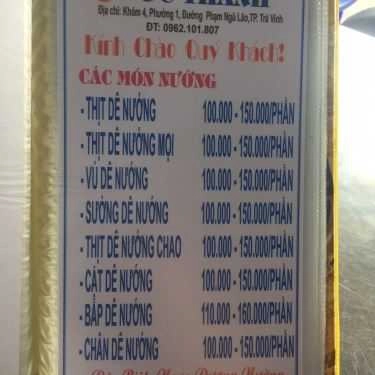 Địa chỉ: Khóm 4, Phường 1, Đường Phạm Ngũ Lão,TP. Trà Vinh
ĐT: 0962.101.807
Kính Chào Quý Khách!
CÁC MÓN NƯỚNG
- THỊT DÊ NƯỚNG 100.000 - 150.000/PHẦN
- THỊT DÊ NƯỚNG MỌI 100.000 - 150.000/PHẦN
- VÚ DÊ NƯỚNG 100.000 - 150.000/PHẦN
- SƯỜNG DÊ NƯỚNG 100.000 - 150.000/PHẦN
- THỊT DÊ NƯỚNG CHAO 100.000 - 150.000/PHẦN
- CÁT DÊ NƯỚNG 100.000 - 150.000/PHẦN
- BẮP DÊ NƯỚNG 110.000 - 160.000/PHẦN
- CHÂN DÊ NƯỚNG 100.000 - 150.000/PHẦN